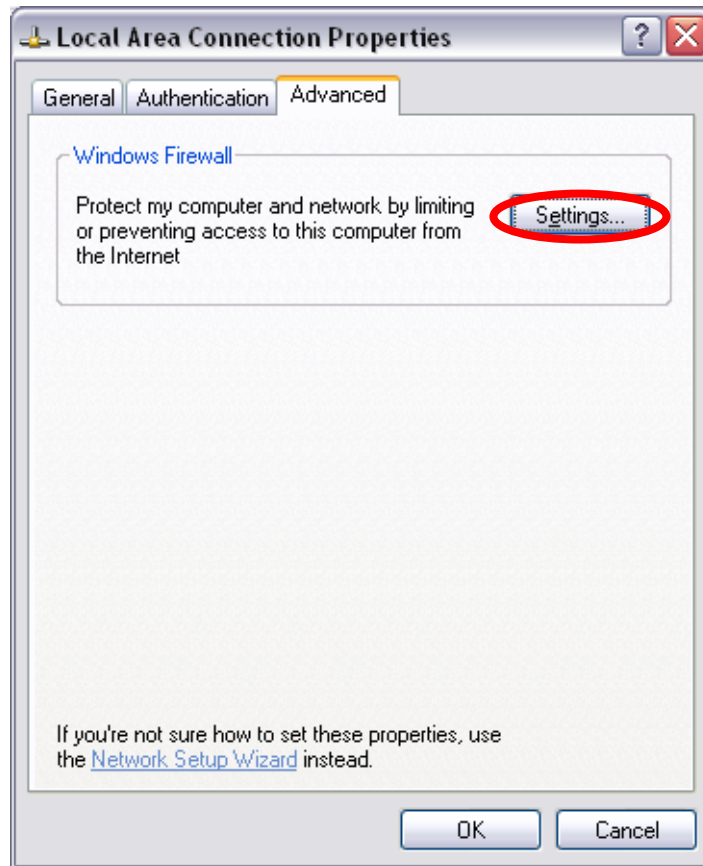 Local Area Connection Properties
General Authentication Advanced
Windows Firewall
Protect my computer and network by limiting
or preventing access to this computer from
the Internet
Settings...
If you're not sure how to set these properties, use
the Network Setup Wizard instead.
OK Cancel